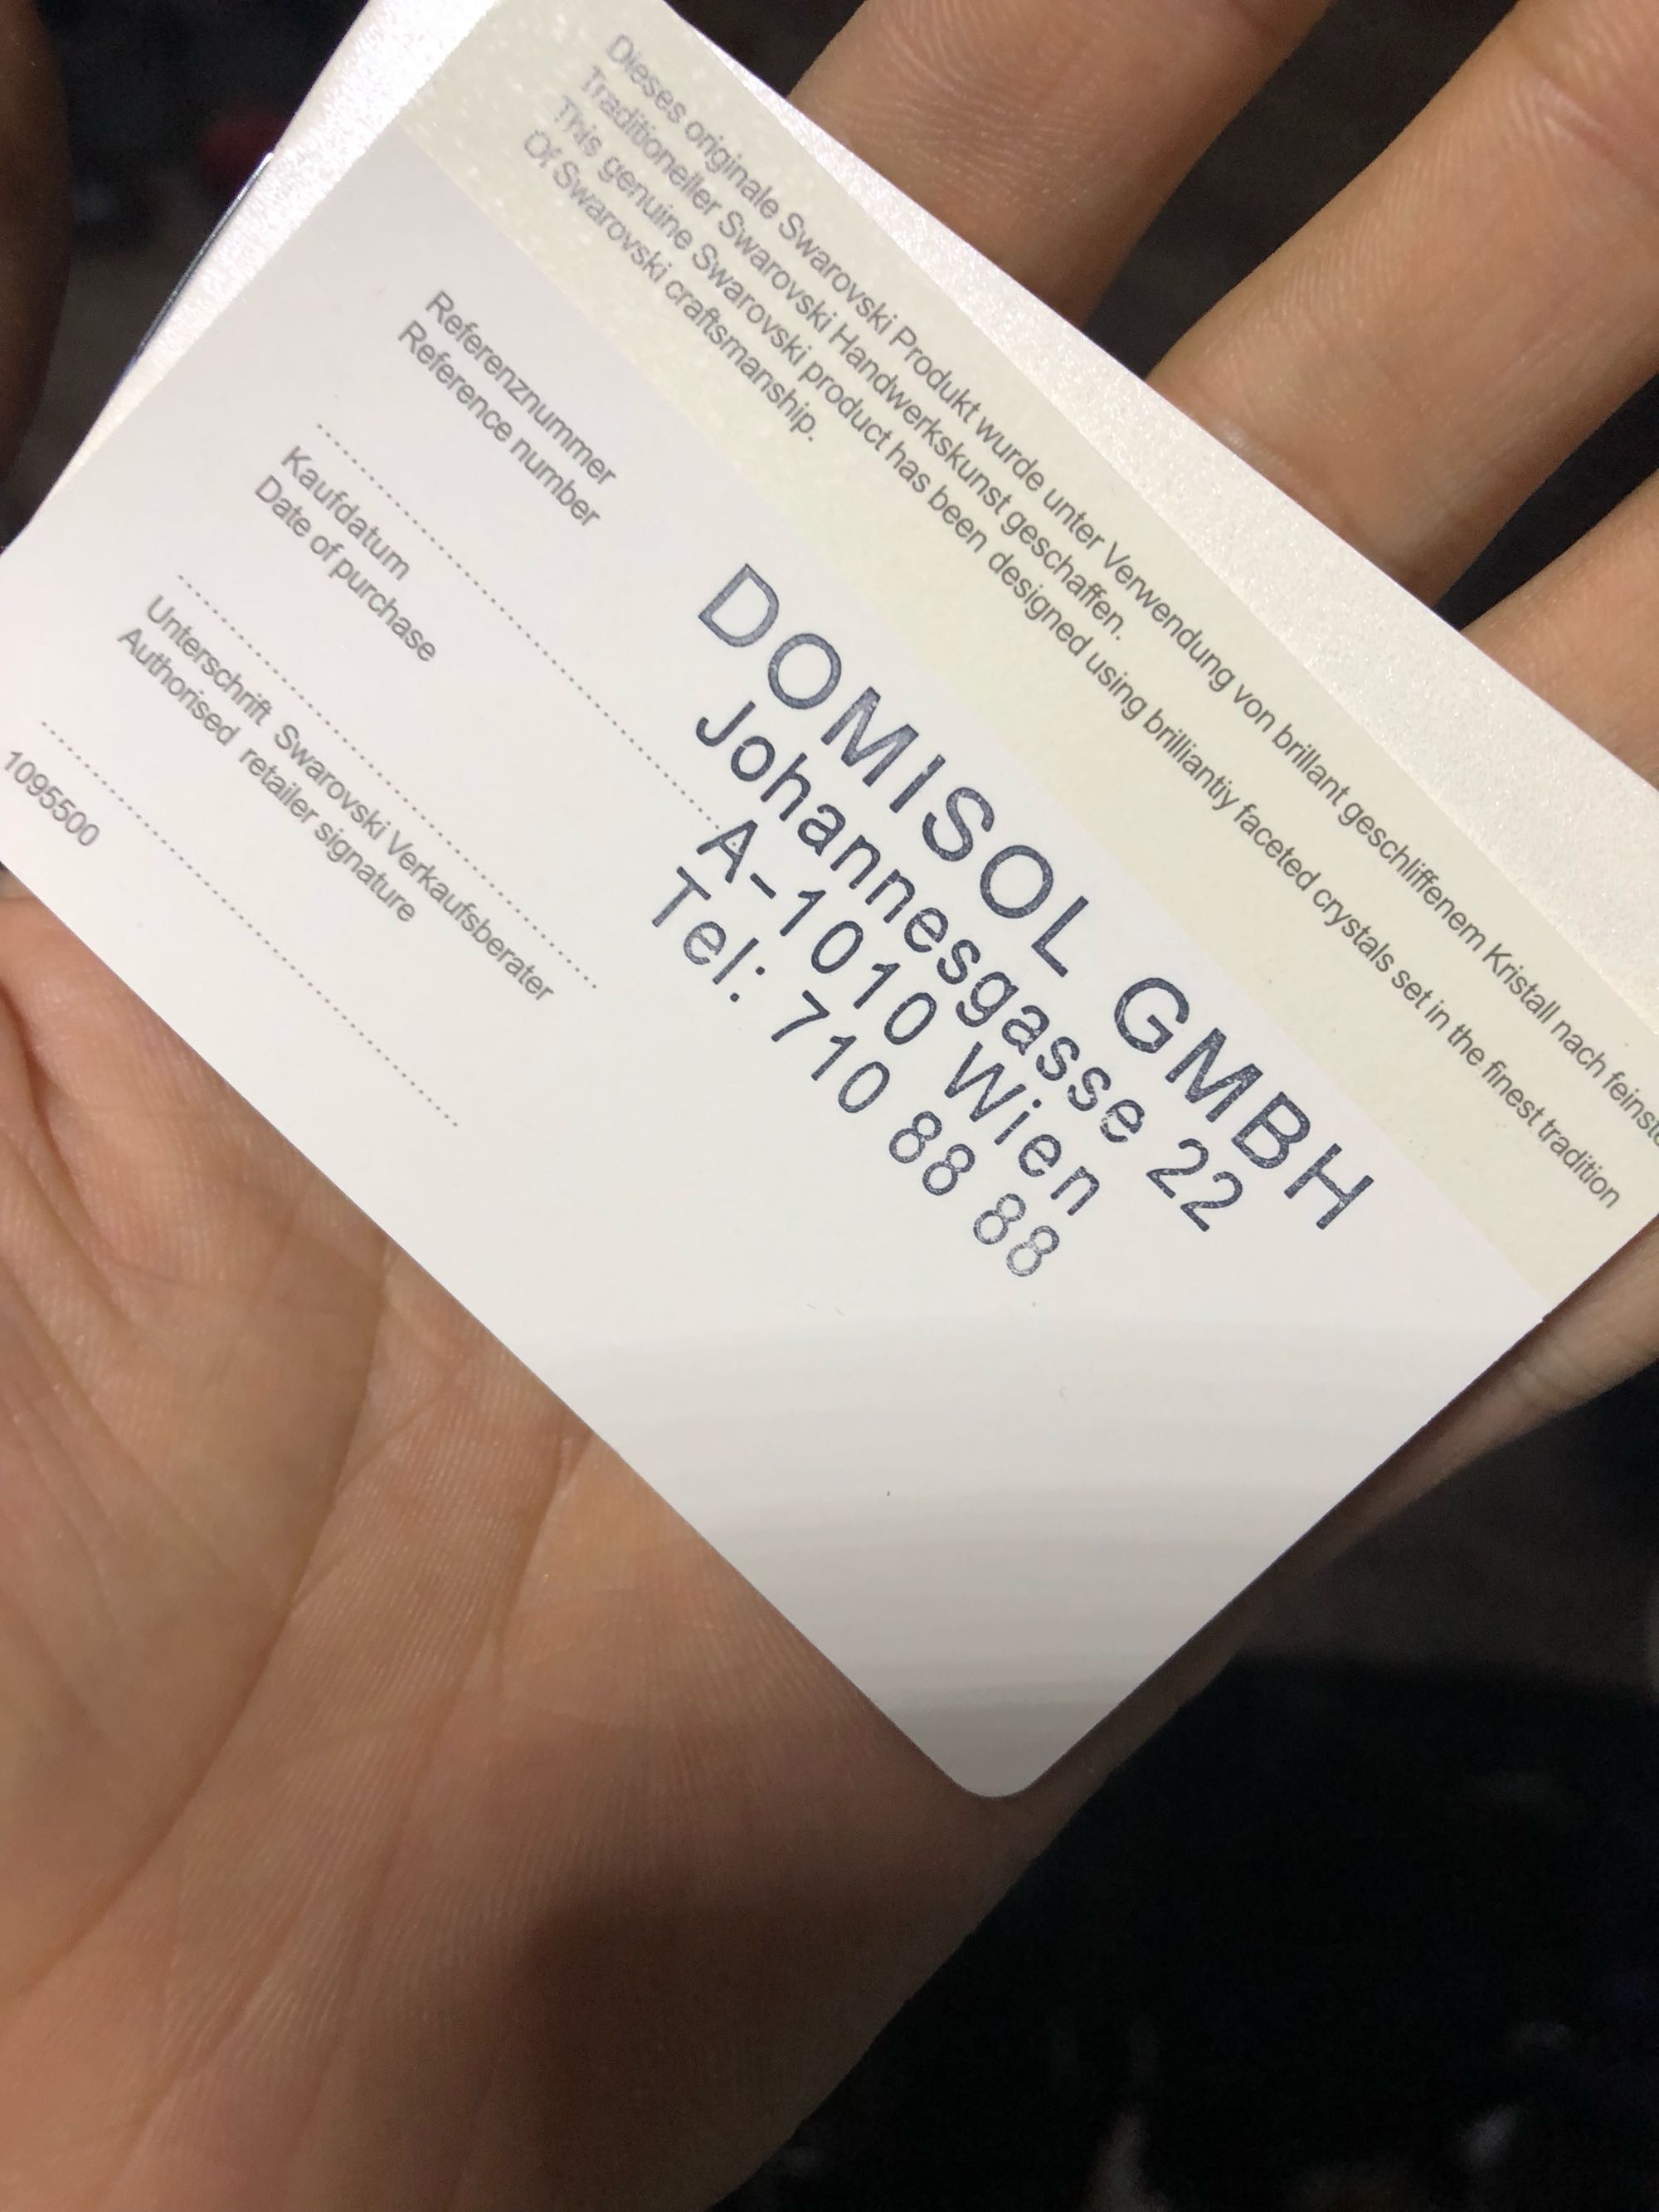 Dieses originale Swarovski Produkt wurde unter Verwendung von brillant geschliffenem Kristall nach
Traditioneller Swarovski Handwerkskunst geschaffen.
This genuine Swarovski product has been designed using brilliantiy faceted crystals set in the finest tradition
Of Swarovski craftsmanship.
Referenznummer
Reference number
Kaufdatum
Date of purchase
Unterschrift Swarovski Verkaufsberater
Authorised retailer signature
1095500
DOMISOL GMBH
Johannesgasse 22
A-1010 Wien
Tel: 710 88 88